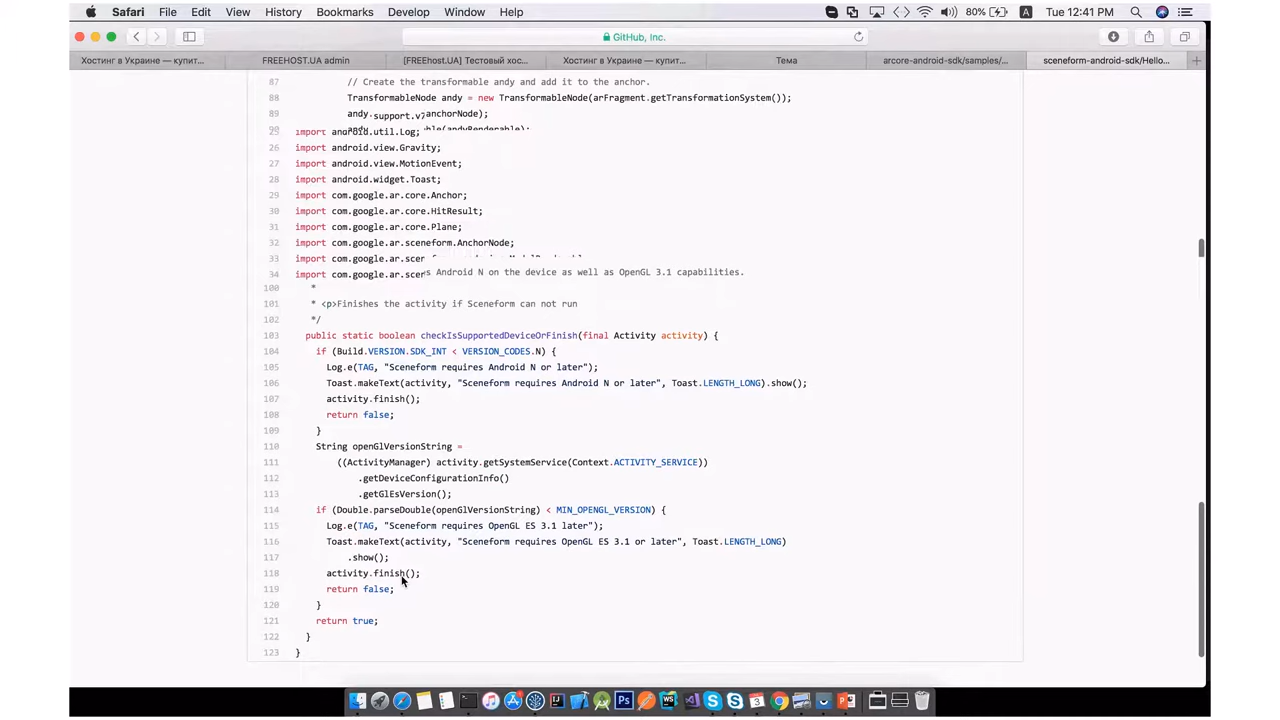 Safari File Edit View History Bookmarks Develop Window Help 80% A Tue 12:41 PM
GitHub, Inc.
Хостинг в Украине — купит... FREEHOST.UA admin [FREEhost.UA] Тестовый хос... Хостинг в Украине — купит... Тема arcore-android-sdk/samples/... sceneform-android-sdk/Hello...
87 // Create the transformable andy and add it to the anchor.
88 TransformableNode andy = new TransformableNode(arFragment.getTransformationSystem());
89 andy.support.v7anchorNode);
25 import android.util.Log;
26 import android.view.Gravity;
27 import android.view.MotionEvent;
28 import android.widget.Toast;
29 import com.google.ar.core.Anchor;
30 import com.google.ar.core.HitResult;
31 import com.google.ar.core.Plane;
32 import com.google.ar.sceneform.AnchorNode;
33 import com.google.ar.scen
34 import com.google.ar.scer s Android N on the device as well as OpenGL 3.1 capabilities.
100 *
101 * <p>Finishes the activity if Sceneform can not run
102 */
103 public static boolean checkIsSupportedDeviceOrFinish(final Activity activity) {
104 if (Build.VERSION.SDK_INT < VERSION_CODES.N) {
105 Log.e(TAG, "Sceneform requires Android N or later");
106 Toast.makeText(activity, "Sceneform requires Android N or later", Toast.LENGTH_LONG).show();
107 activity.finish();
108 return false;
109 }
110 String openGlVersionString =
111 ((ActivityManager) activity.getSystemService(Context.ACTIVITY_SERVICE))
112 .getDeviceConfigurationInfo()
113 .getGlEsVersion();
114 if (Double.parseDouble(openGlVersionString) < MIN_OPENGL_VERSION) {
115 Log.e(TAG, "Sceneform requires OpenGL ES 3.1 later");
116 Toast.makeText(activity, "Sceneform requires OpenGL ES 3.1 or later", Toast.LENGTH_LONG)
117 .show();
118 activity.finish();
119 return false;
120 }
121 return true;
122 }
123 }